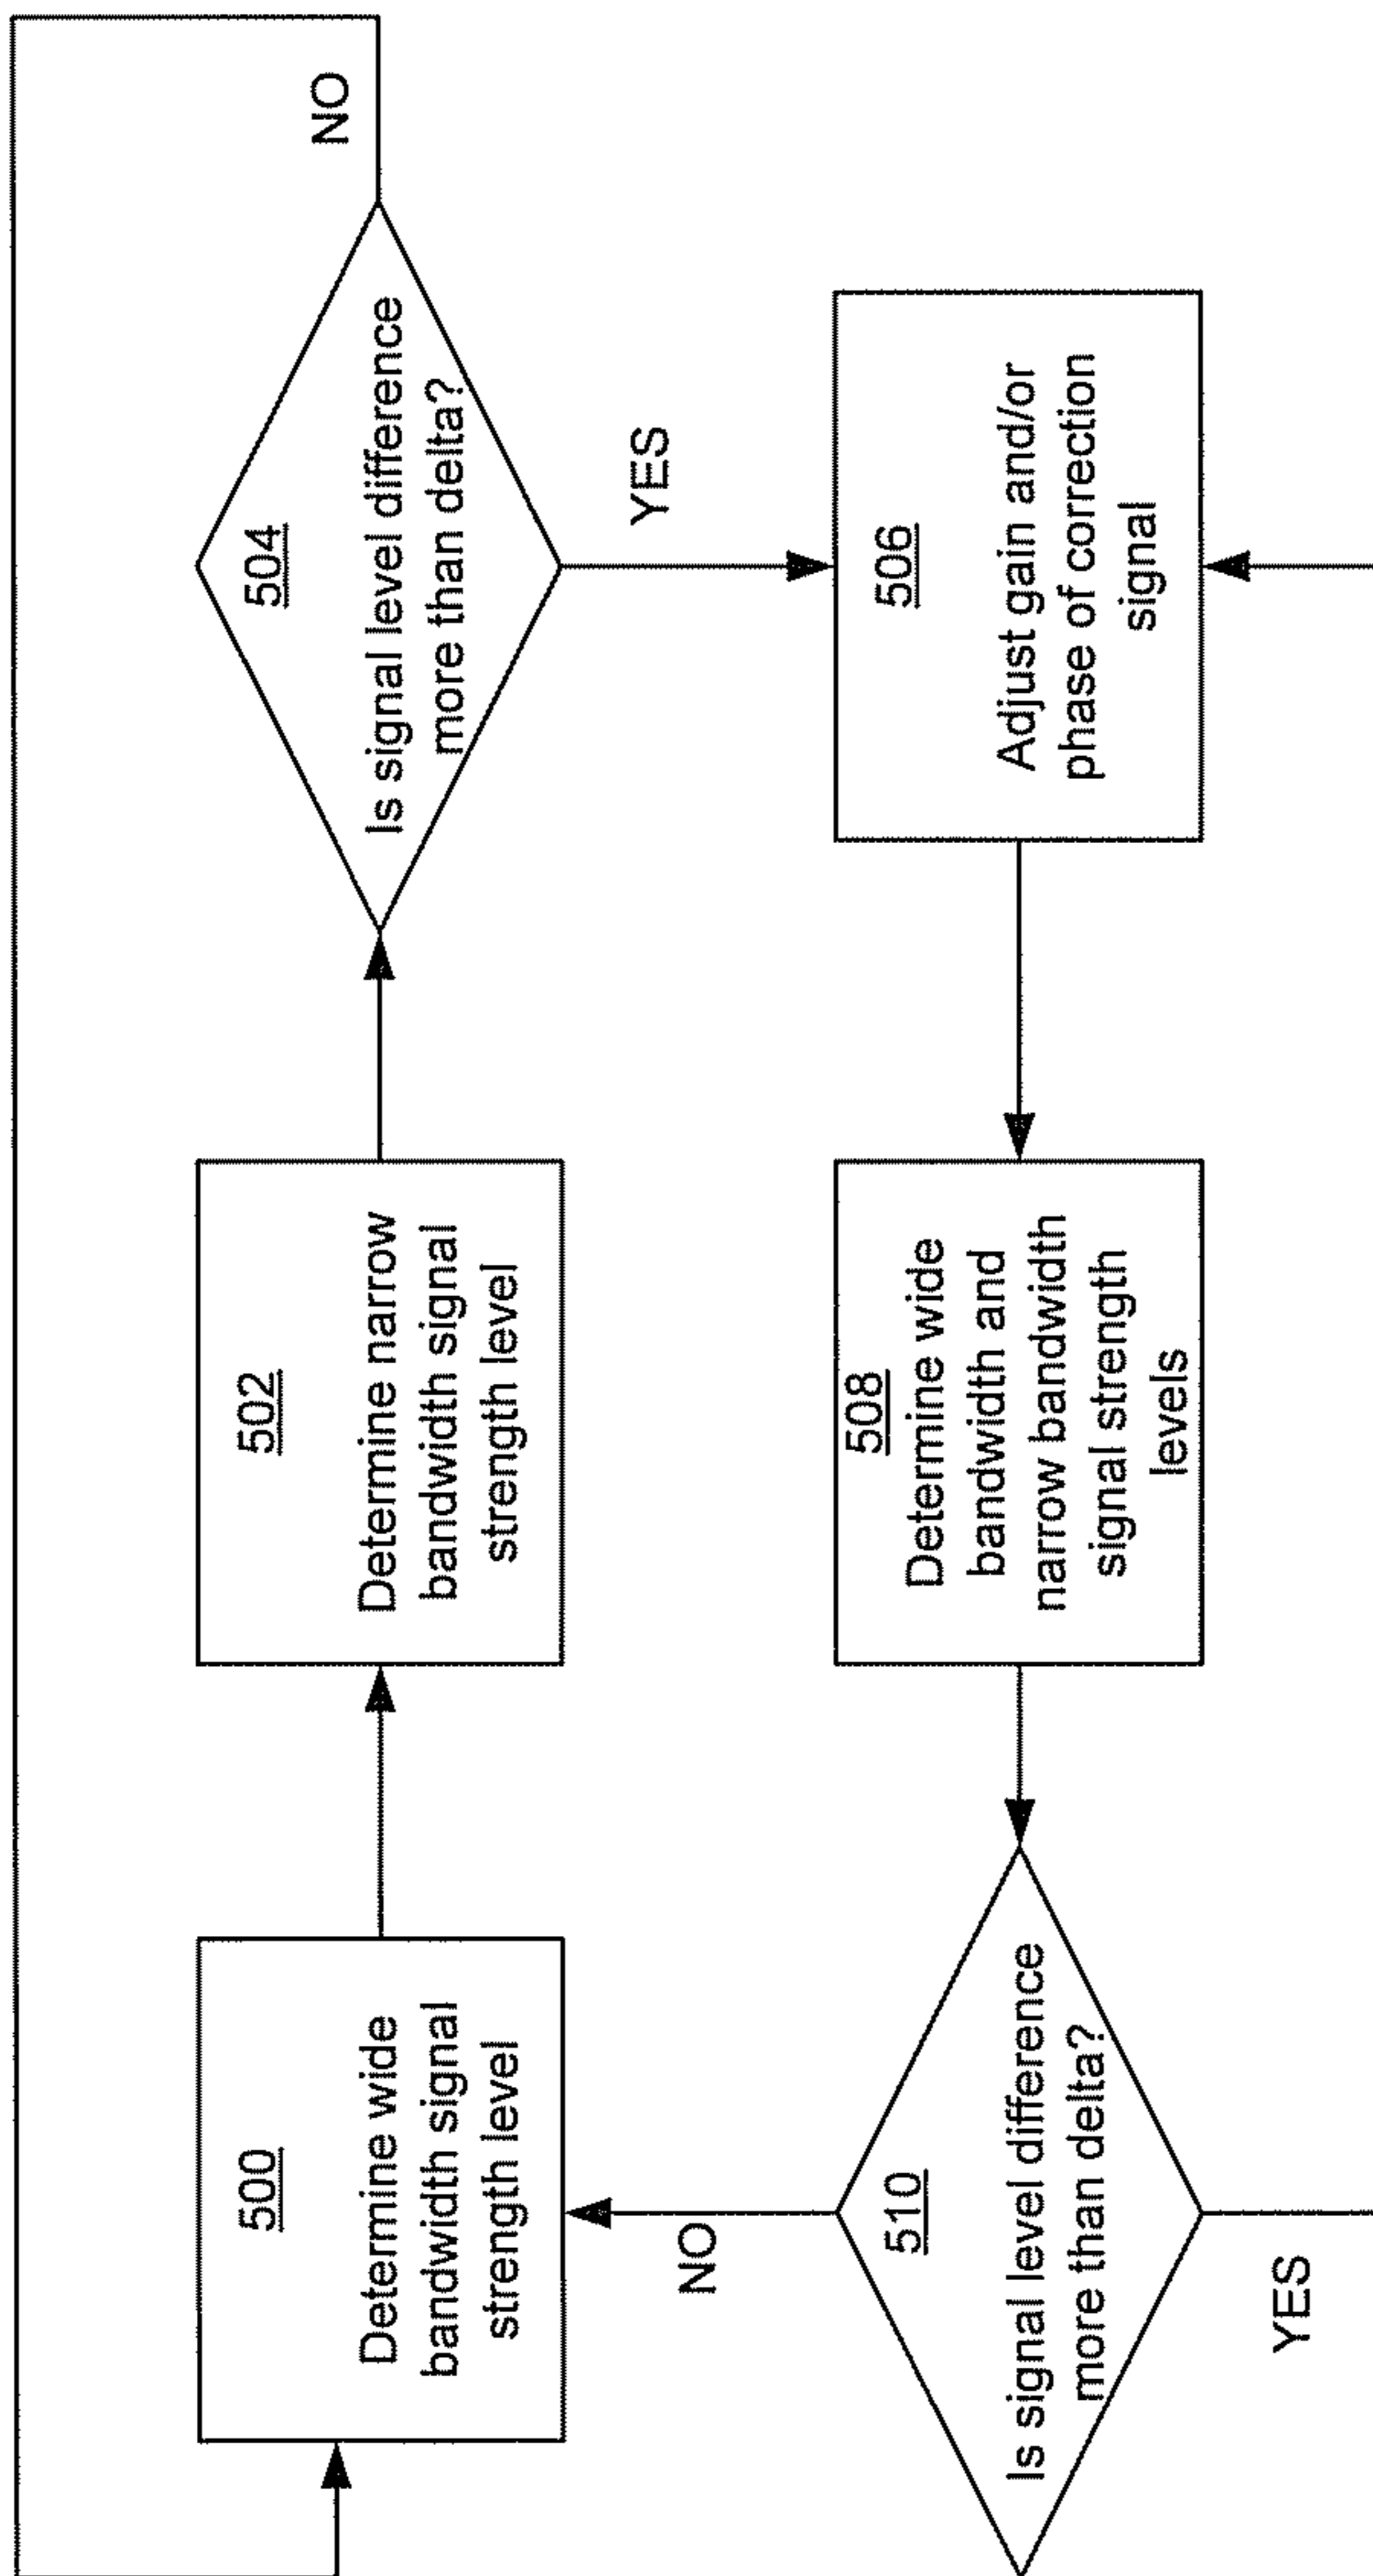 500
Determine wide
bandwidth signal
strength level
502
Determine narrow
bandwidth signal
strength level
504
Is signal level difference
more than delta?
NO
YES
506
Adjust gain and/or
phase of correction
signal
508
Determine wide
bandwidth and
narrow bandwidth
signal strength
levels
510
Is signal level difference
more than delta?
NO
YES